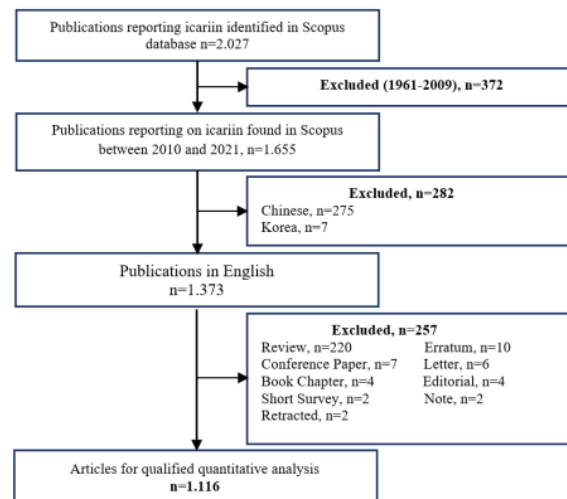 Publications reporting icariin identified in Scopus
database n=2.027
Excluded (1961-2009), n=372
Publications reporting on icariin found in Scopus
between 2010 and 2021, n=1.655
Excluded, n=282
Chinese, n=275
Korea, n=7
Publications in English
n=1.373
Excluded, n=257
Review, n=220 Erratum, n=10
Conference Paper, n=7 Letter, n=6
Book Chapter, n=4 Editorial, n=4
Short Survey, n=2 Note, n=2
Retracted, n=2
Articles for qualified quantitative analysis
n=1.116